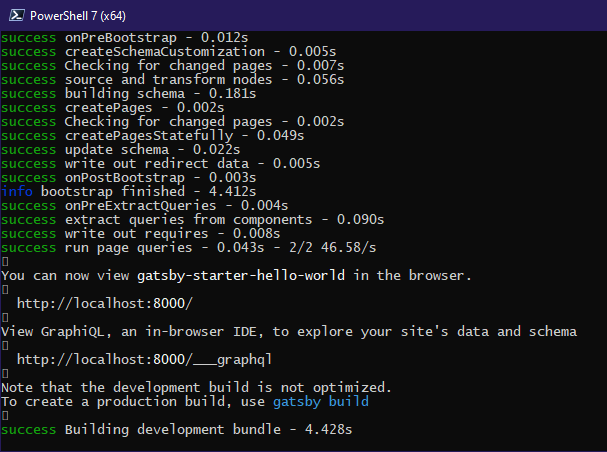 PowerShell 7 (x64)
success onPreBootstrap - 0.012s
success createSchemaCustomization - 0.005s
success Checking for changed pages - 0.007s
success source and transform nodes - 0.056s
success building schema - 0.181s
success createPages - 0.002s
success Checking for changed pages - 0.002s
success createPagesStatefully - 0.049s
success update schema - 0.022s
success write out redirect data - 0.005s
success onPostBootstrap - 0.003s
info bootstrap finished - 4.412s
success onPreExtractQueries - 0.004s
success extract queries from components - 0.090s
success write out requires - 0.008s
success run page queries - 0.043s - 2/2 46.58/s
You can now view gatsby-starter-hello-world in the browser.
http://localhost:8000/
View GraphiQL, an in-browser IDE, to explore your site's data and schema
http://localhost:8000/___graphql
Note that the development build is not optimized.
To create a production build, use gatsby build
success Building development bundle - 4.428s